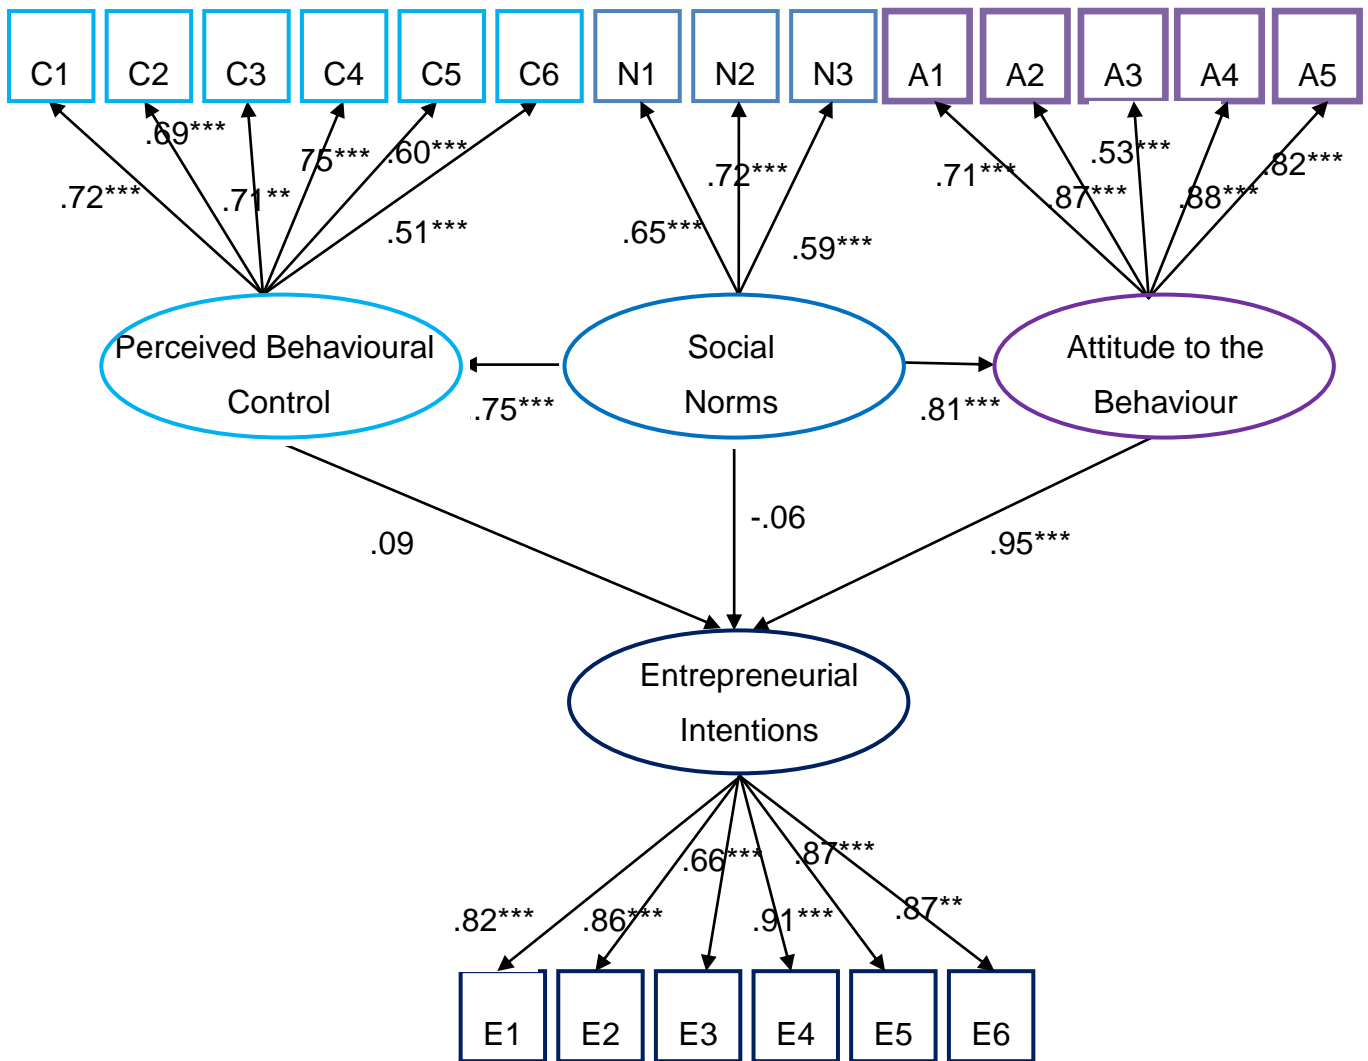 C1 C2 C3 C4 C5 C6 N1 N2 N3 A1 A2 A3 A4 A5
.69*** 75*** .60*** .72*** .53*** .82***
.72*** .71** .71*** .87*** .88***
.51*** .65*** .59***
Perceived Behavioural
Control
Social
Norms
Attitude to the
Behaviour
.75*** .81***
.09 -.06 .95***
Entrepreneurial
Intentions
.66*** .87***
.82*** .86*** .91*** .87**
E1 E2 E3 E4 E5 E6